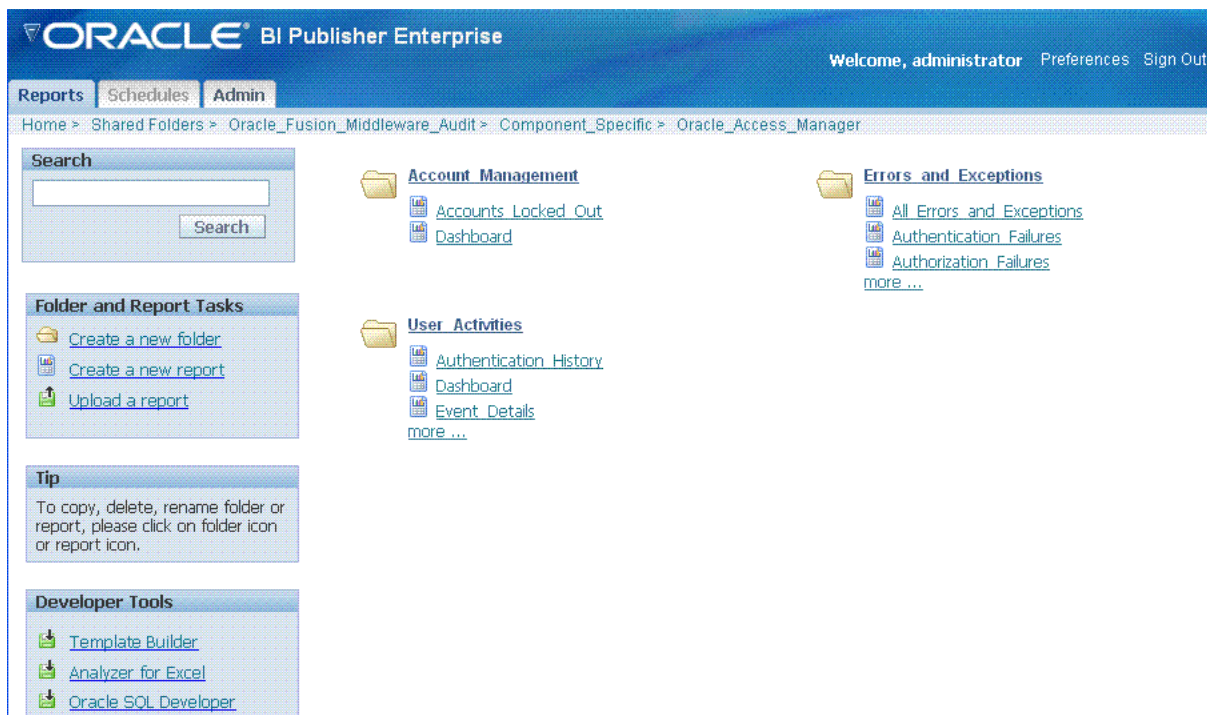 ORACLE BI Publisher Enterprise
Welcome, administrator Preferences Sign Out
Reports Schedules Admin
Home > Shared Folders > Oracle_Fusion_Middleware_Audit > Component_Specific > Oracle_Access_Manager
Search
Search
Folder and Report Tasks
Create a new folder
Create a new report
Upload a report
Tip
To copy, delete, rename folder or
report, please click on folder icon
or report icon.
Developer Tools
Template Builder
Analyzer for Excel
Oracle SQL Developer
Account_Management
Accounts_Locked_Out
Dashboard
User_Activities
Authentication_History
Dashboard
Event_Details
more ...
Errors_and_Exceptions
All_Errors_and_Exceptions
Authentication_Failures
Authorization_Failures
more ...